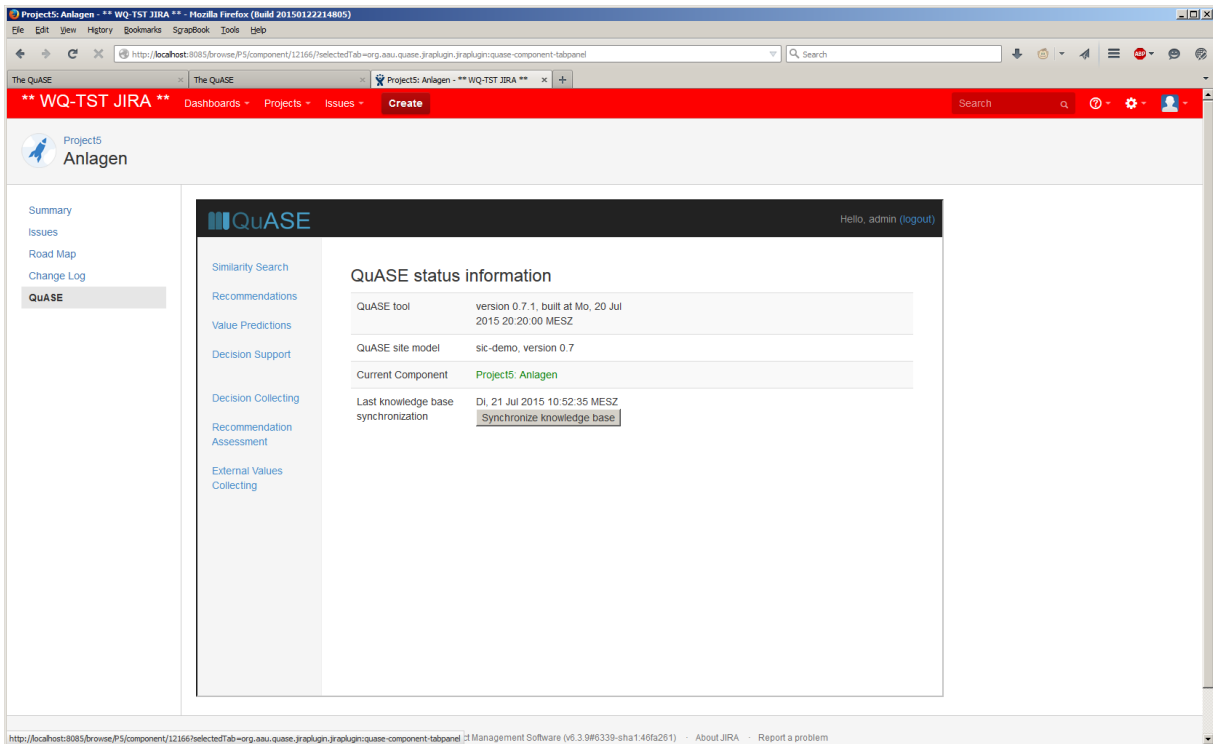 Project5: Anlagen - ** WQ-TST JIRA ** - Mozilla Firefox (Build 20150122214805)
File Edit View History Bookmarks ScrapBook Tools Help
http://localhost:8085/browse/P5/component/12166/?selectedTab=org.aau.quase.jiraplugin.jiraplugin:quase-component-tabpanel
Search
ABP
The QuASE
The QuASE
Project5: Anlagen - ** WQ-TST JIRA **
** WQ-TST JIRA **
Dashboards Projects Issues Create
Search
Project5
Anlagen
Summary
Issues
Road Map
Change Log
QuASE
QuASE
Hello, admin (logout)
Similarity Search
Recommendations
Value Predictions
Decision Support
Decision Collecting
Recommendation
Assessment
External Values
Collecting
QuASE status information
QuASE tool version 0.7.1, built at Mo, 20 Jul
2015 20:20:00 MESZ
QuASE site model sic-demo, version 0.7
Current Component Project5: Anlagen
Last knowledge base Di, 21 Jul 2015 10:52:35 MESZ
synchronization Synchronize knowledge base
http://localhost:8085/browse/P5/component/12166?selectedTab=org.aau.quase.jiraplugin.jiraplugin:quase-component-tabpanel ct Management Software (v6.3.9#6339-sha1:46fa261) · About JIRA · Report a problem